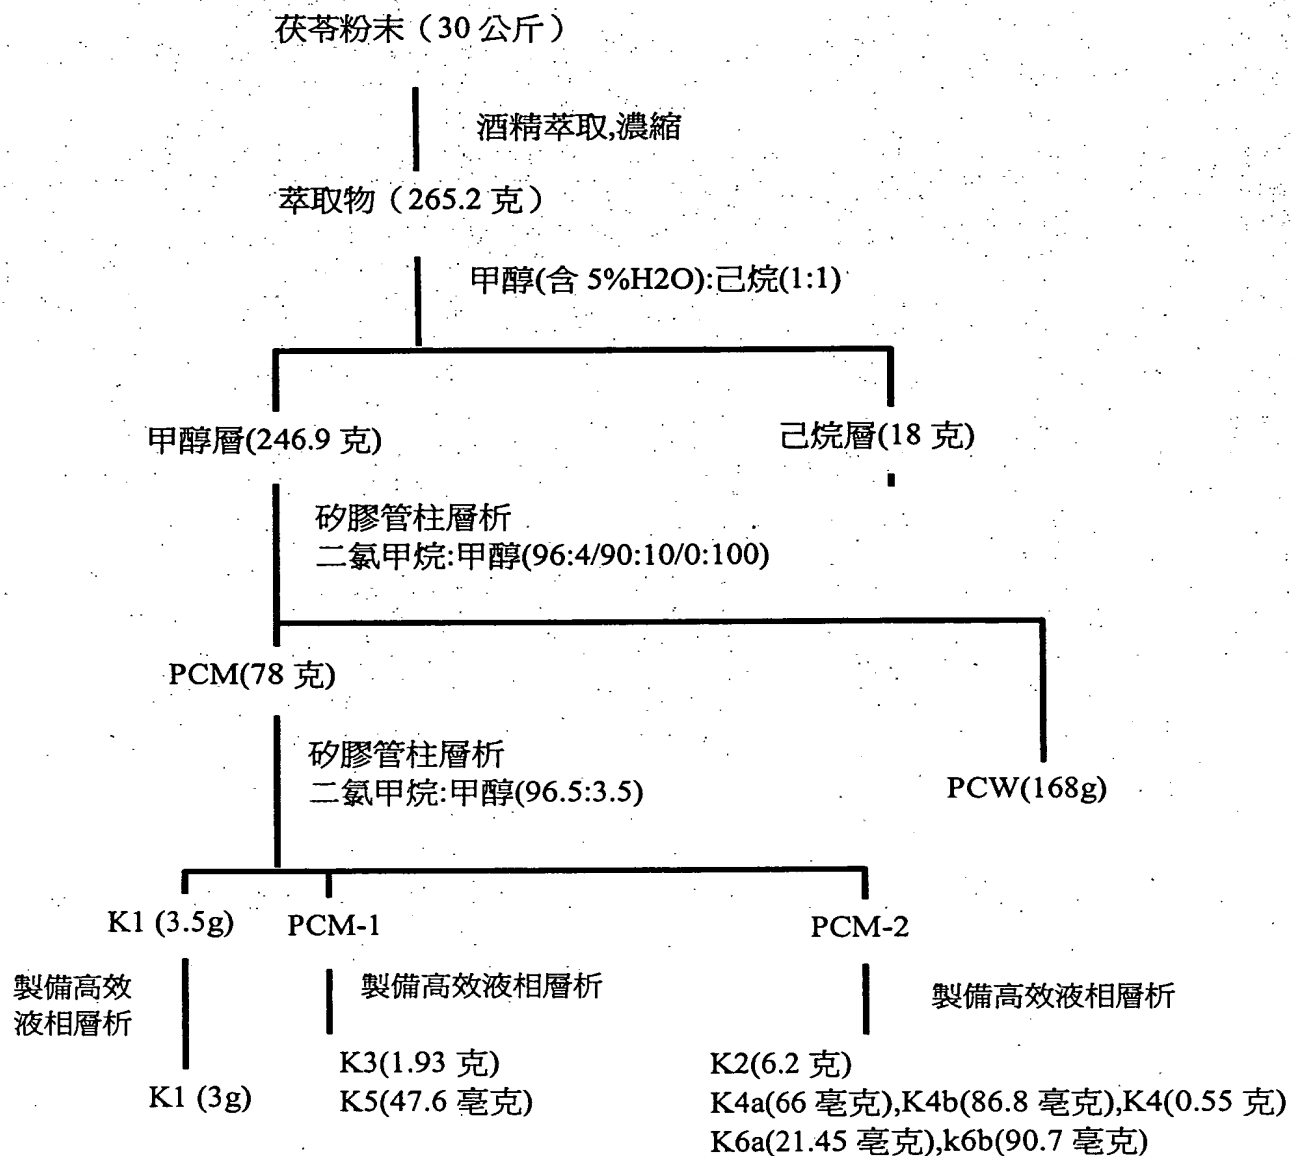 茯苓粉末（30 公斤）
酒精萃取,濃縮
萃取物（265.2 克）
甲醇(含 5%H2O):己烷(1:1)
甲醇層(246.9 克)
己烷層(18 克)
矽膠管柱層析
二氯甲烷:甲醇(96:4/90:10/0:100)
PCM(78 克)
PCW(168g)
矽膠管柱層析
二氯甲烷:甲醇(96.5:3.5)
K1 (3.5g)
PCM-1
PCM-2
製備高效
液相層析
製備高效液相層析
製備高效液相層析
K1 (3g)
K3(1.93 克)
K5(47.6 毫克)
K2(6.2 克)
K4a(66 毫克),K4b(86.8 毫克),K4(0.55 克)
K6a(21.45 毫克),k6b(90.7 毫克)